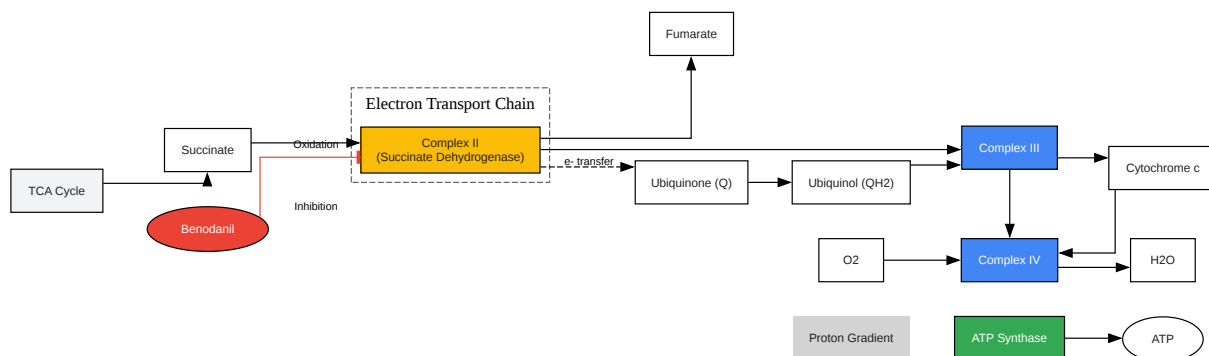 Fumarate
Electron Transport Chain
Succinate
Oxidation
Complex II
(Succinate Dehydrogenase)
e- transfer
Complex III
Cytochrome c
TCA Cycle
Ubiquinone (Q)
Ubiquinol (QH2)
Inhibition
Benodanil
O2
Complex IV
H2O
Proton Gradient
ATP Synthase
ATP